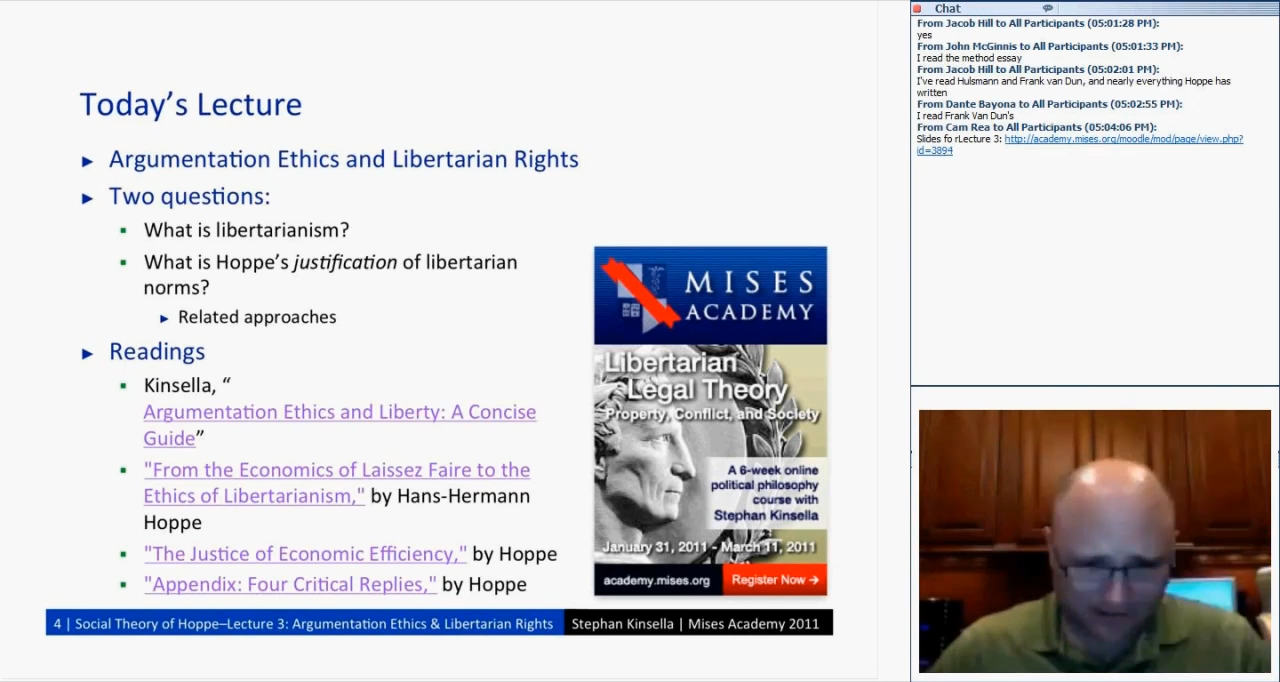 Today's Lecture
► Argumentation Ethics and Libertarian Rights
► Two questions:
▪ What is libertarianism?
▪ What is Hoppe's justification of libertarian
norms?
► Related approaches
► Readings
▪ Kinsella, “
Argumentation Ethics and Liberty: A Concise
Guide”
▪ "From the Economics of Laissez Faire to the
Ethics of Libertarianism," by Hans-Hermann
Hoppe
▪ "The Justice of Economic Efficiency," by Hoppe
▪ "Appendix: Four Critical Replies," by Hoppe
MISES
ACADEMY
Libertarian
Legal Theory
Property, Conflict, and Society
A 6-week online
political philosophy
course with
Stephan Kinsella
January 31, 2011 - March 11, 2011
academy.mises.org
Register Now →
4 | Social Theory of Hoppe–Lecture 3: Argumentation Ethics & Libertarian Rights
Stephan Kinsella | Mises Academy 2011
Chat
From Jacob Hill to All Participants (05:01:28 PM):
yes
From John McGinnis to All Participants (05:01:33 PM):
I read the method essay
From Jacob Hill to All Participants (05:02:01 PM):
I've read Hulsmann and Frank van Dun, and nearly everything Hoppe has
written
From Dante Bayona to All Participants (05:02:55 PM):
I read Frank Van Dun's
From Cam Rea to All Participants (05:04:06 PM):
Slides fo rLecture 3: http://academy.mises.org/moodle/mod/page/view.php?
id=3894